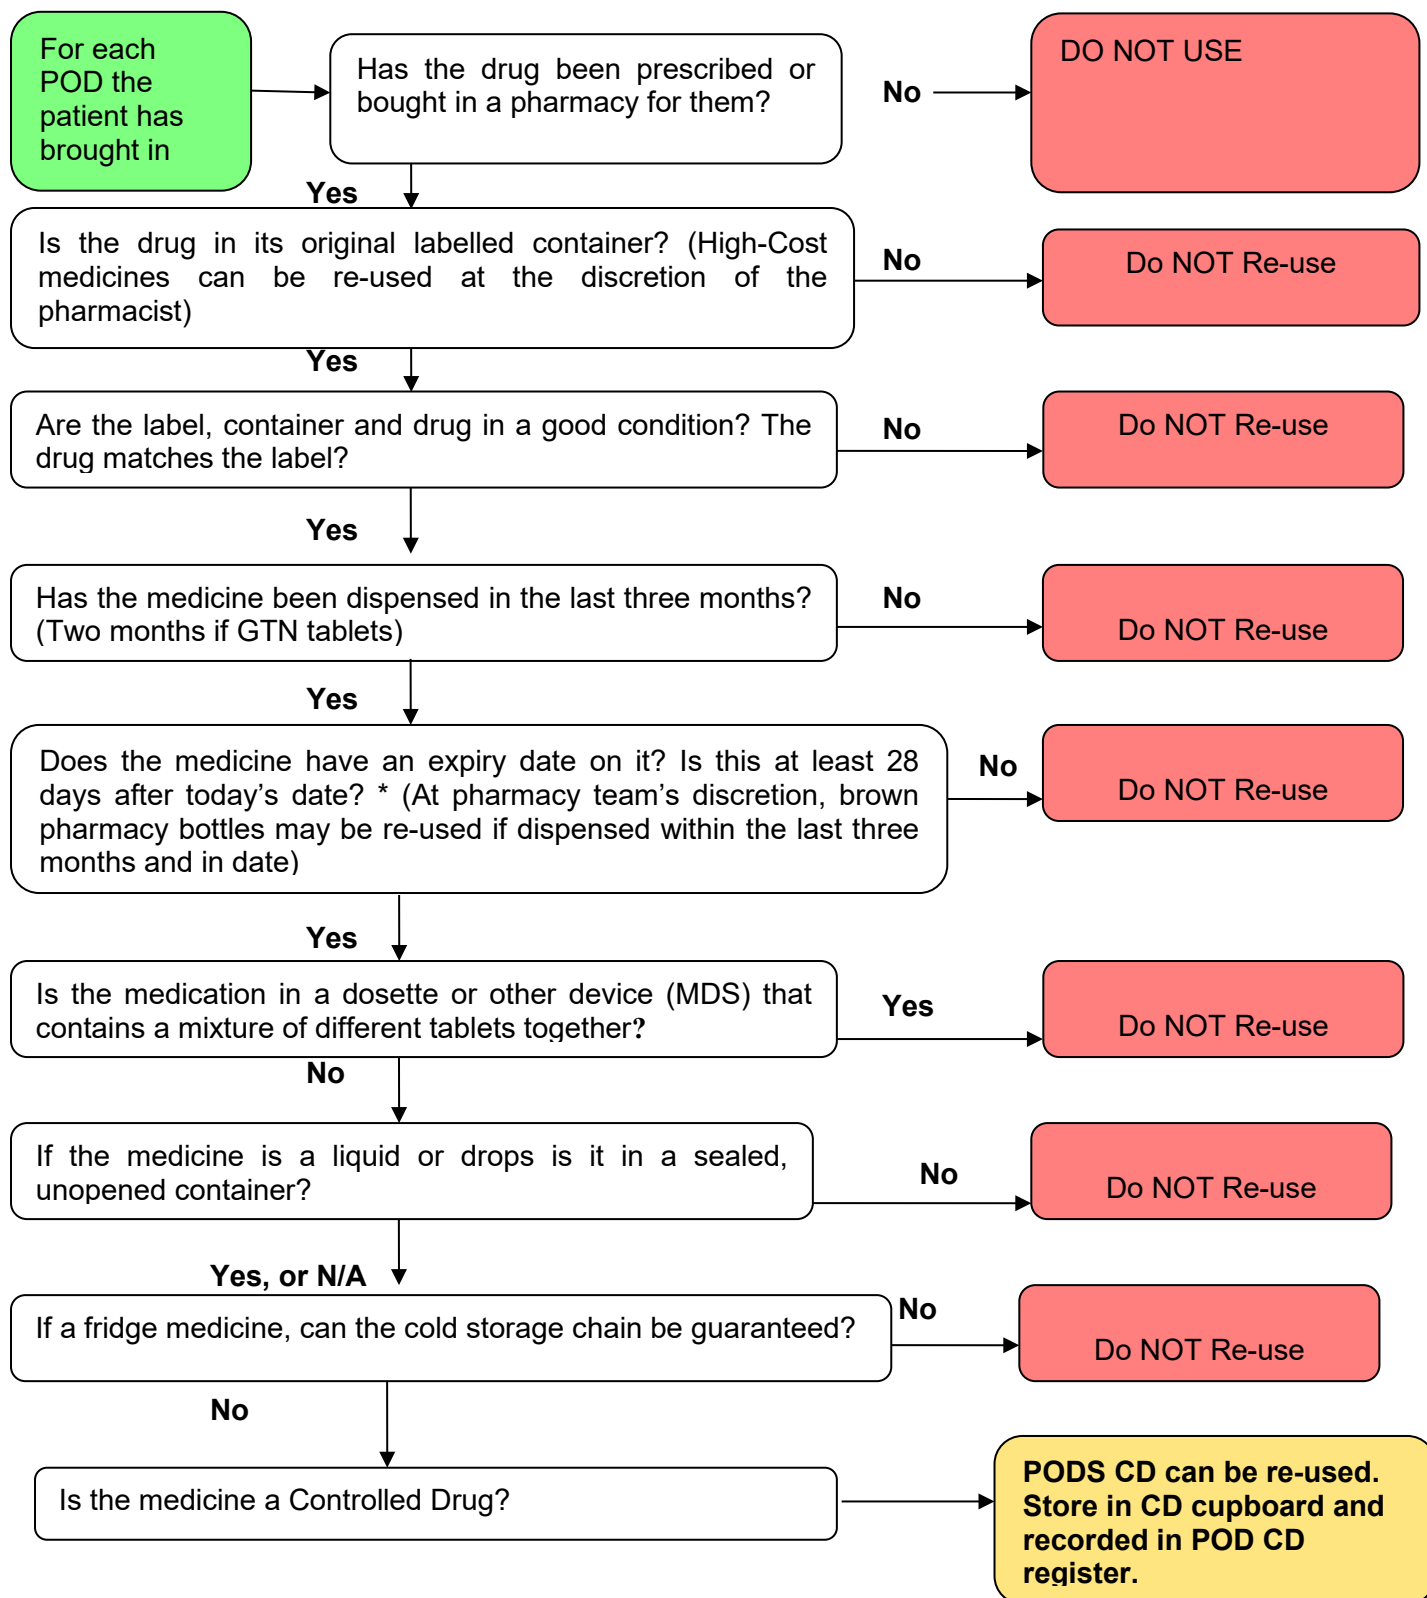 For each
POD the
patient has
brought in
Has the drug been prescribed or
bought in a pharmacy for them?
No
DO NOT USE
Yes
Is the drug in its original labelled container? (High-Cost
medicines can be re-used at the discretion of the
pharmacist)
No
Do NOT Re-use
Yes
Are the label, container and drug in a good condition? The
drug matches the label?
No
Do NOT Re-use
Yes
Has the medicine been dispensed in the last three months?
(Two months if GTN tablets)
No
Do NOT Re-use
Yes
Does the medicine have an expiry date on it? Is this at least 28
days after today's date? * (At pharmacy team's discretion, brown
pharmacy bottles may be re-used if dispensed within the last three
months and in date)
No
Do NOT Re-use
Yes
Is the medication in a dosette or other device (MDS) that
contains a mixture of different tablets together?
Yes
Do NOT Re-use
No
If the medicine is a liquid or drops is it in a sealed,
unopened container?
No
Do NOT Re-use
Yes, or N/A
If a fridge medicine, can the cold storage chain be guaranteed?
No
Do NOT Re-use
No
Is the medicine a Controlled Drug?
PODS CD can be re-used.
Store in CD cupboard and
recorded in POD CD
register.